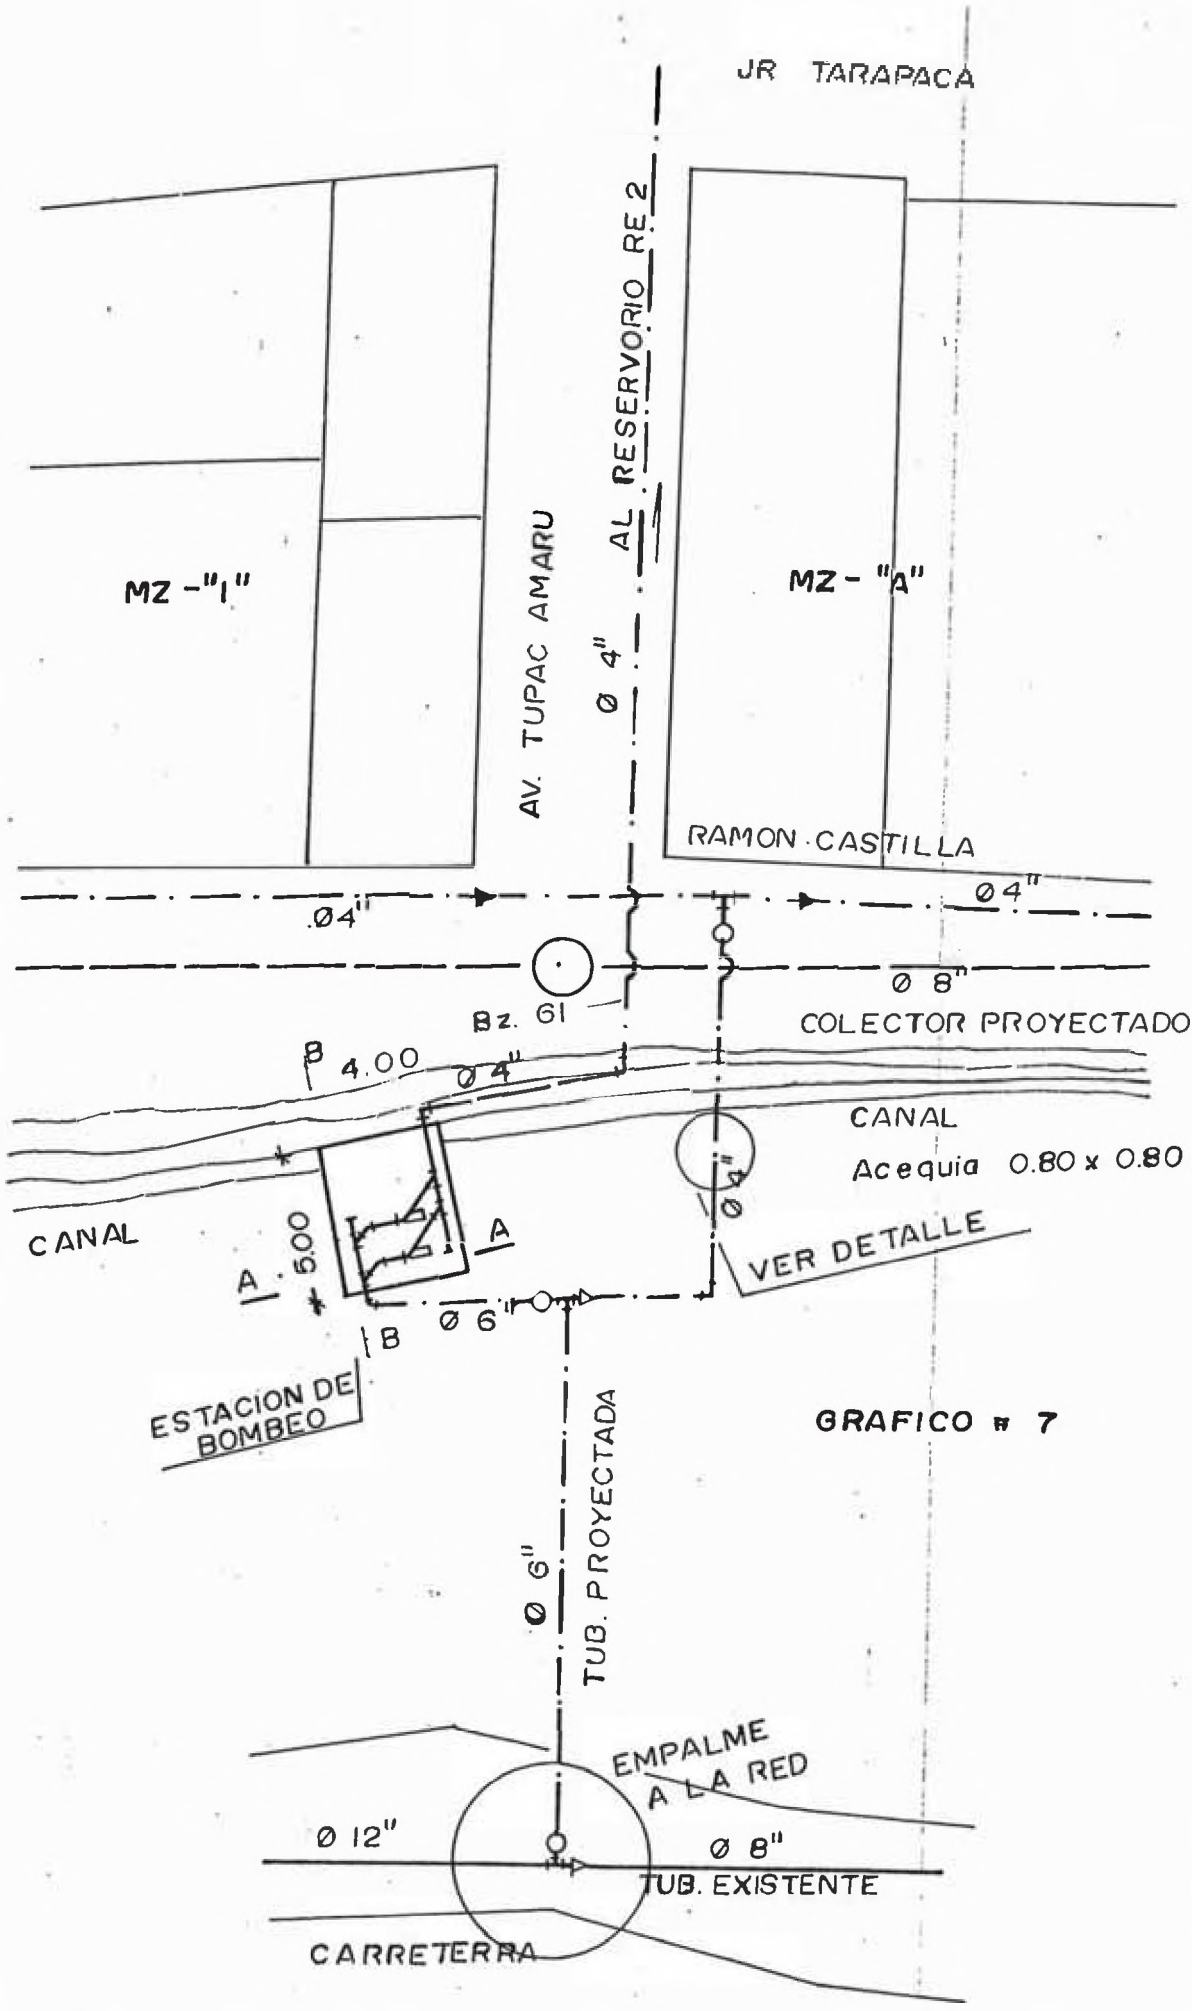 JR TARAPACA
AL RESERVORIO RE 2
MZ -"I"
MZ - "A"
AV. TUPAC AMARU
Ø 4"
RAMON CASTILLA
Ø4"
Ø4"
Ø 8"
Bz. 61
COLECTOR PROYECTADO
B
4.00
Ø 4"
CANAL
Acequia 0.80 x 0.80
CANAL
Ø 4"
A
5.00
A
VER DETALLE
B
Ø 6"
ESTACION DE
BOMBEO
GRAFICO # 7
Ø 6"
TUB. PROYECTADA
EMPALME
A LA RED
Ø 12"
Ø 8"
TUB. EXISTENTE
CARRETERRA